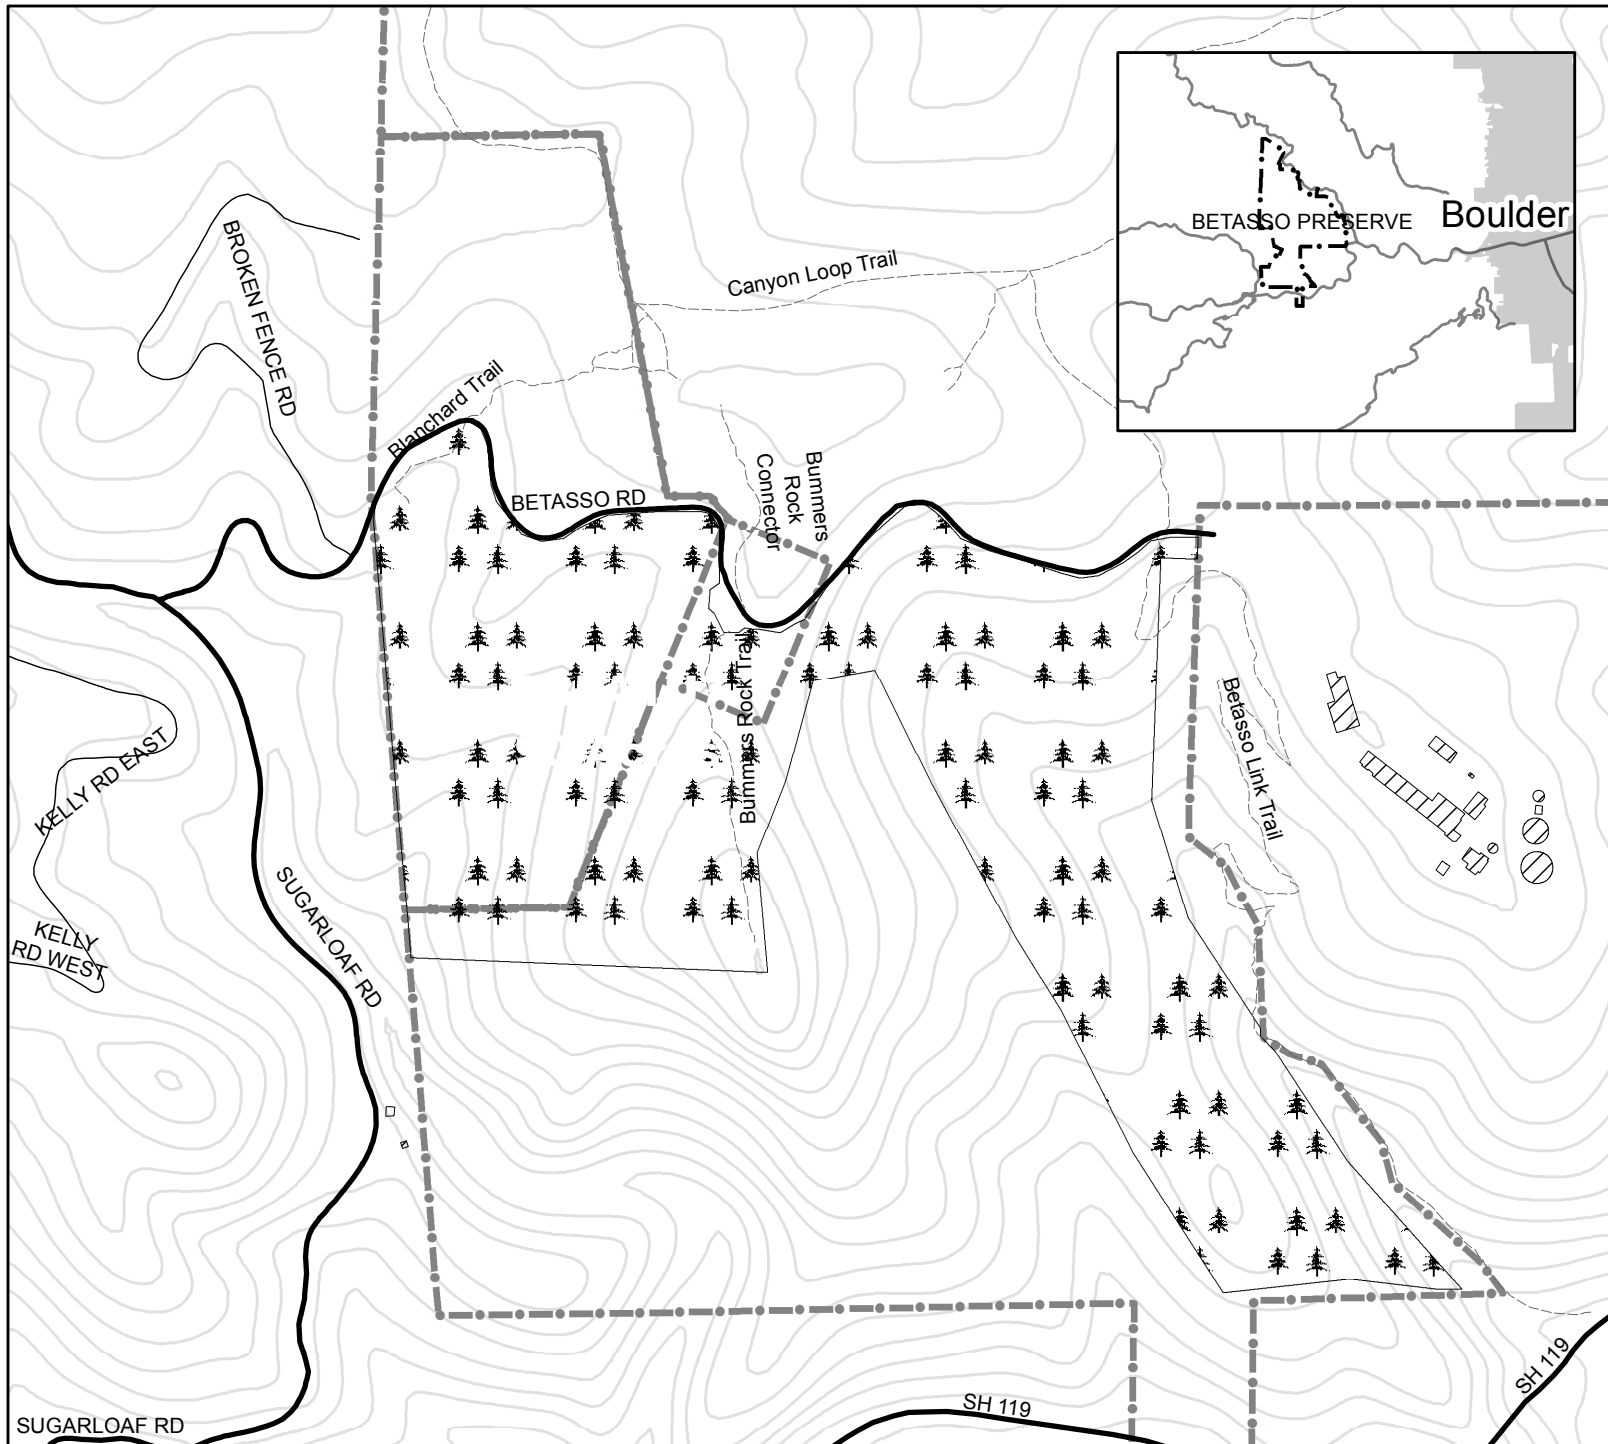 Boulder
BETASSO PRESERVE
BROKEN FENCE RD
Canyon Loop Trail
Blanchard Trail
BETASSO RD
Bummers
Rock
Connector
Bummers Rock Trail
Betasso Link Trail
KELLY RD EAST
KELLY
RD WEST
SUGARLOAF RD
SUGARLOAF RD
SH 119
SH 119